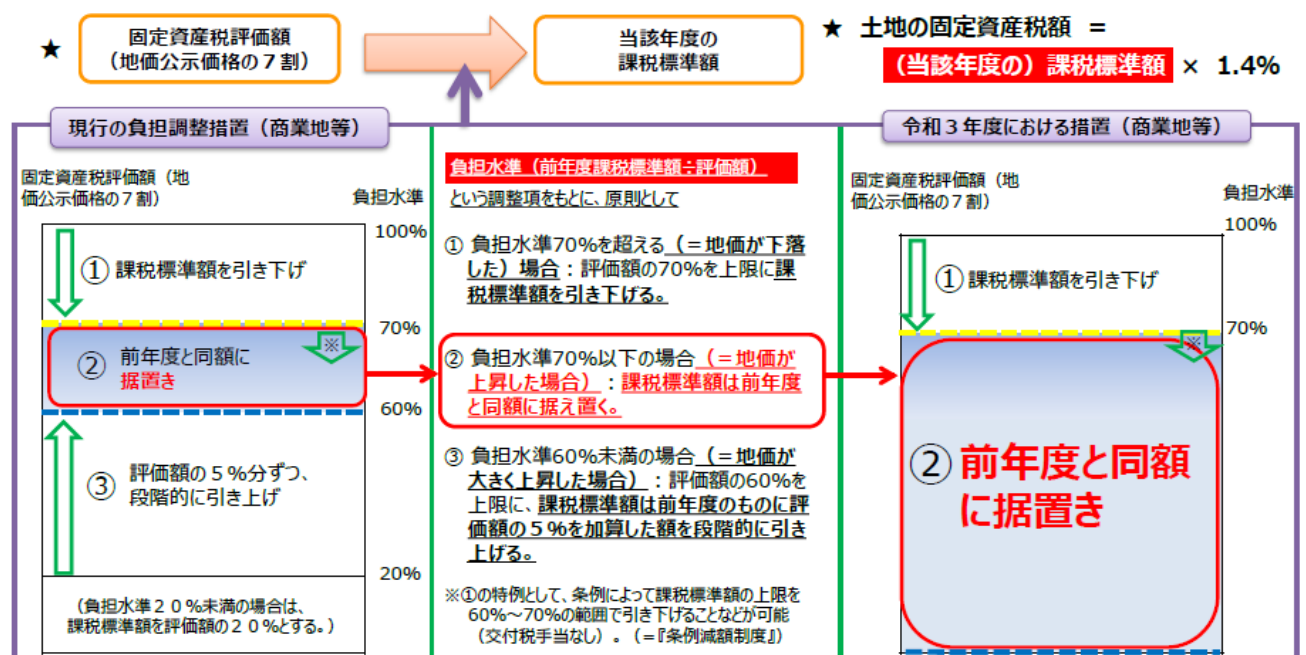 ★
固定資産税評価額
（地価公示価格の７割）
当該年度の
課税標準額
★ 土地の固定資産税額 ＝
（当該年度の）課税標準額 × 1.4%
現行の負担調整措置（商業地等）
固定資産税評価額（地
価公示価格の７割）
負担水準
100%
① 課税標準額を引き下げ
70%
※
② 前年度と同額に
据置き
60%
③ 評価額の５％分ずつ、
段階的に引き上げ
20%
（負担水準２０％未満の場合は、
課税標準額を評価額の２０％とする。）
負担水準（前年度課税標準額÷評価額）
という調整項をもとに、原則として
① 負担水準70%を超える（＝地価が下落
した）場合：評価額の70%を上限に課
税標準額を引き下げる。
② 負担水準70%以下の場合（＝地価が
上昇した場合）：課税標準額は前年度
と同額に据え置く。
③ 負担水準60%未満の場合（＝地価が
大きく上昇した場合）：評価額の60%を
上限に、課税標準額は前年度のものに評
価額の５％を加算した額を段階的に引き
上げる。
※①の特例として、条例によって課税標準額の上限を
60%～70%の範囲で引き下げることなどが可能
（交付税手当なし）。（＝『条例減額制度』）
令和３年度における措置（商業地等）
固定資産税評価額（地
価公示価格の７割）
負担水準
100%
① 課税標準額を引き下げ
70%
※
② 前年度と同額
に据置き